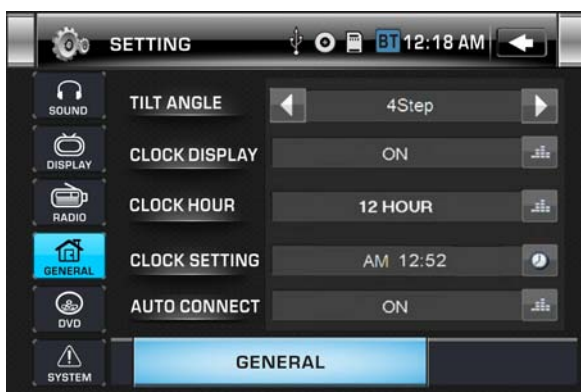 SETTING BT 12:18 AM
SOUND
DISPLAY
RADIO
GENERAL
DVD
SYSTEM
TILT ANGLE 4Step
CLOCK DISPLAY ON
CLOCK HOUR 12 HOUR
CLOCK SETTING AM 12:52
AUTO CONNECT ON
GENERAL